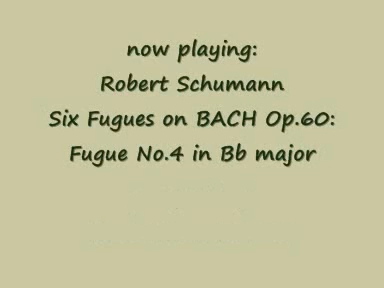 now playing:
Robert Schumann
Six Fugues on BACH Op.60:
Fugue No.4 in Bb major